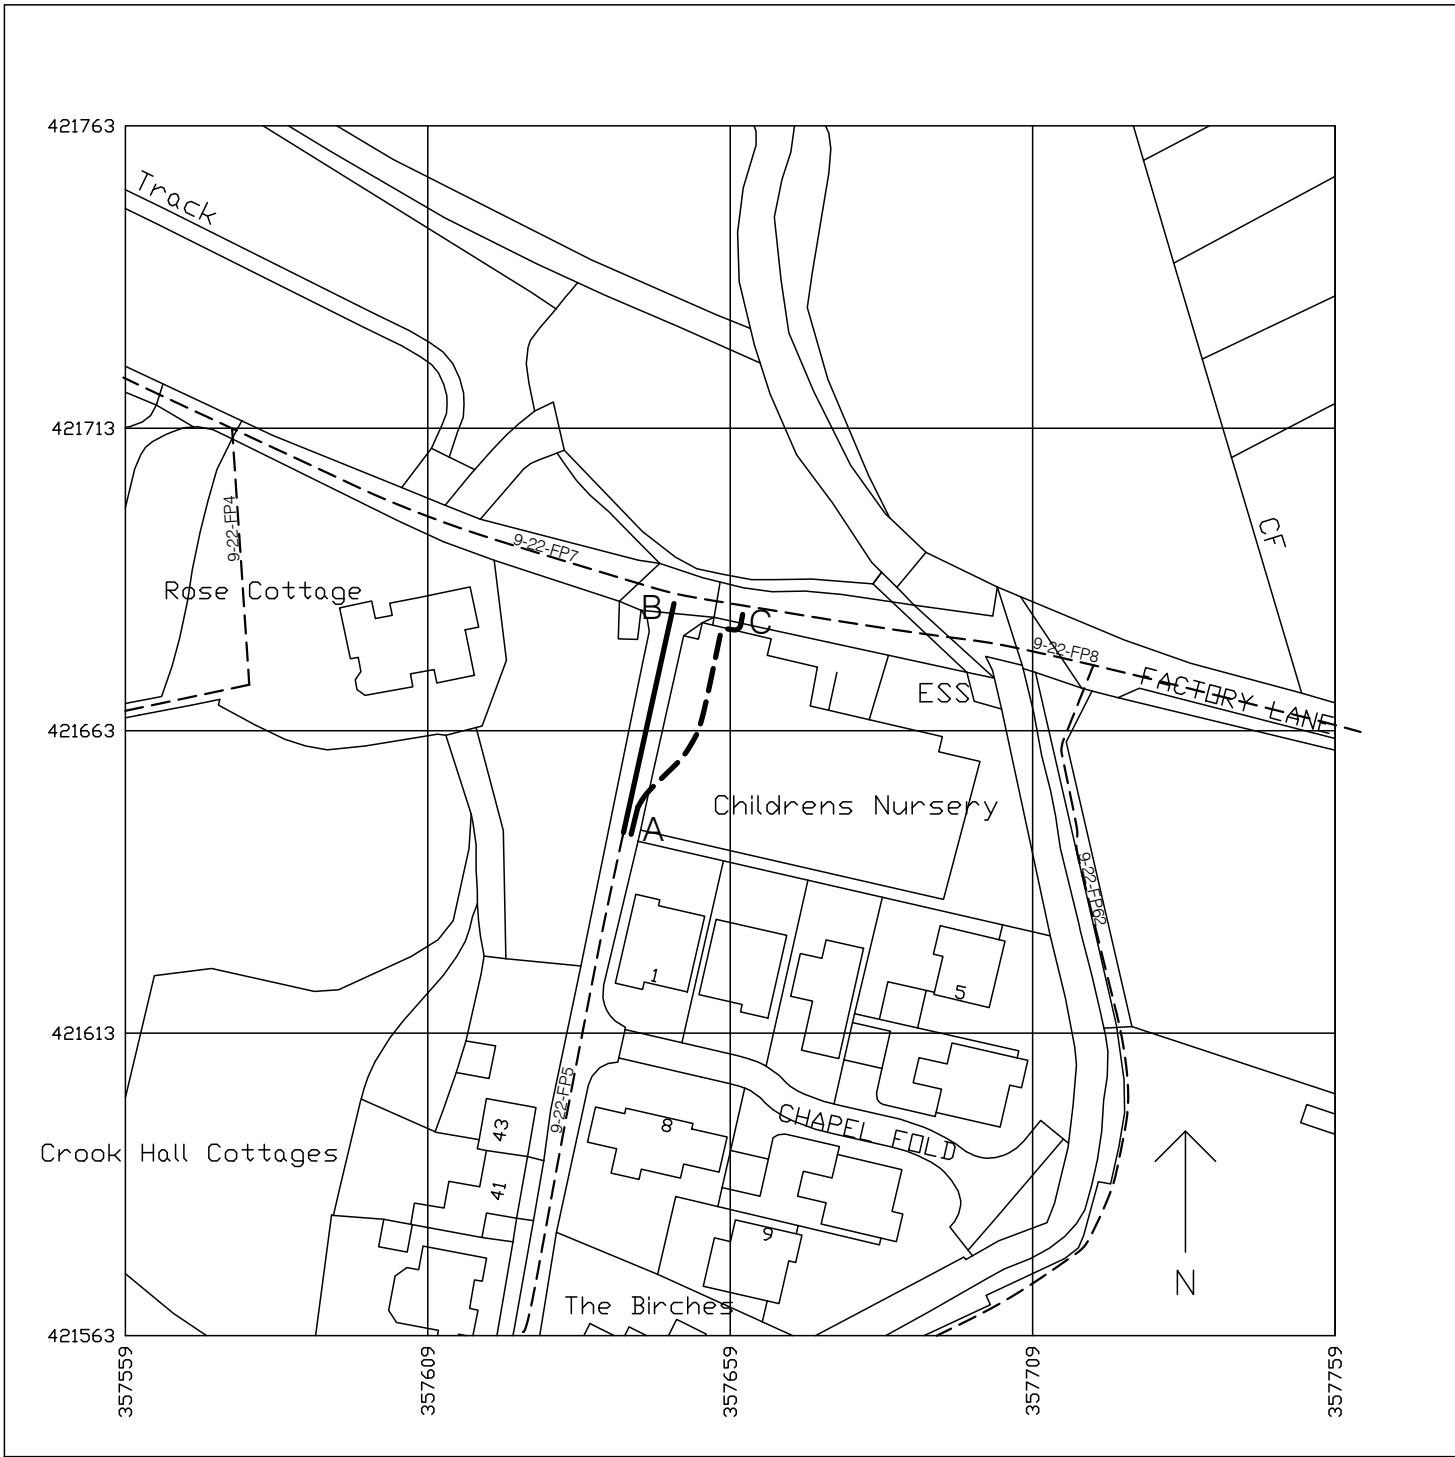 421763
Track
421713
9-22-FP4
9-22-FP7
CF
Rose Cottage
B
C
9-22-FP8
FACTORY LANE
ESS
421663
Childrens Nursery
A
9-22-FP62
1
5
421613
9-22-FP5
43
8
CHAPEL FOLD
Crook Hall Cottages
41
9
N
The Birches
421563
357559
357609
357659
357709
357759